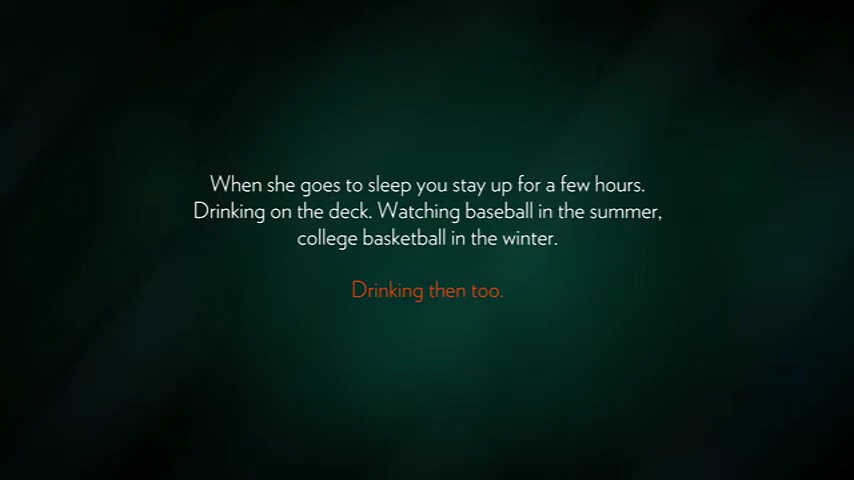 When she goes to sleep you stay up for a few hours.
Drinking on the deck. Watching baseball in the summer,
college basketball in the winter.
Drinking then too.